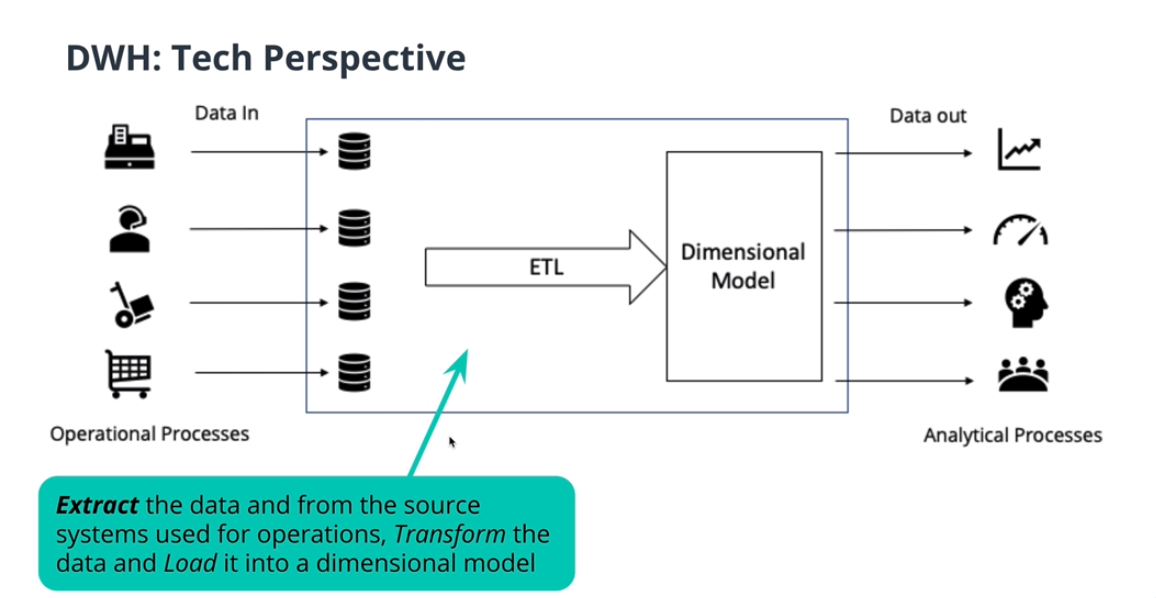 DWH: Tech Perspective
Data In
Data out
ETL
Dimensional
Model
Operational Processes
Analytical Processes
Extract the data and from the source
systems used for operations, Transform the
data and Load it into a dimensional model